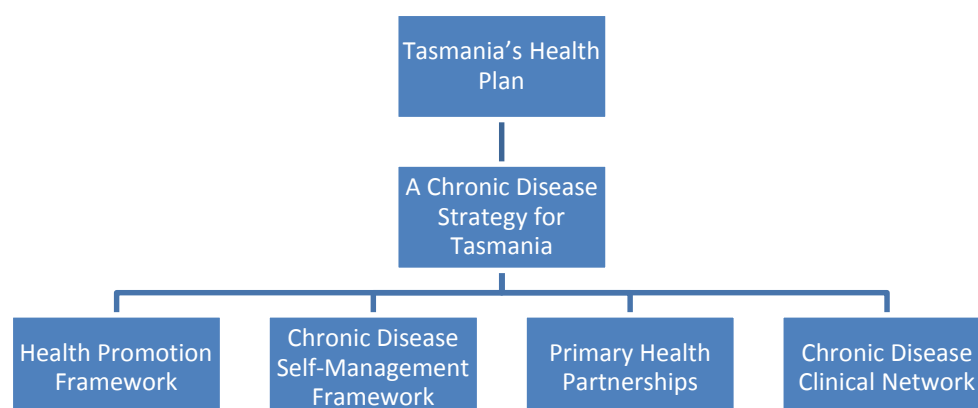 Tasmania’s Health
Plan
A Chronic Disease
Strategy for
Tasmania
Health Promotion
Framework
Chronic Disease
Self-Management
Framework
Primary Health
Partnerships
Chronic Disease
Clinical Network